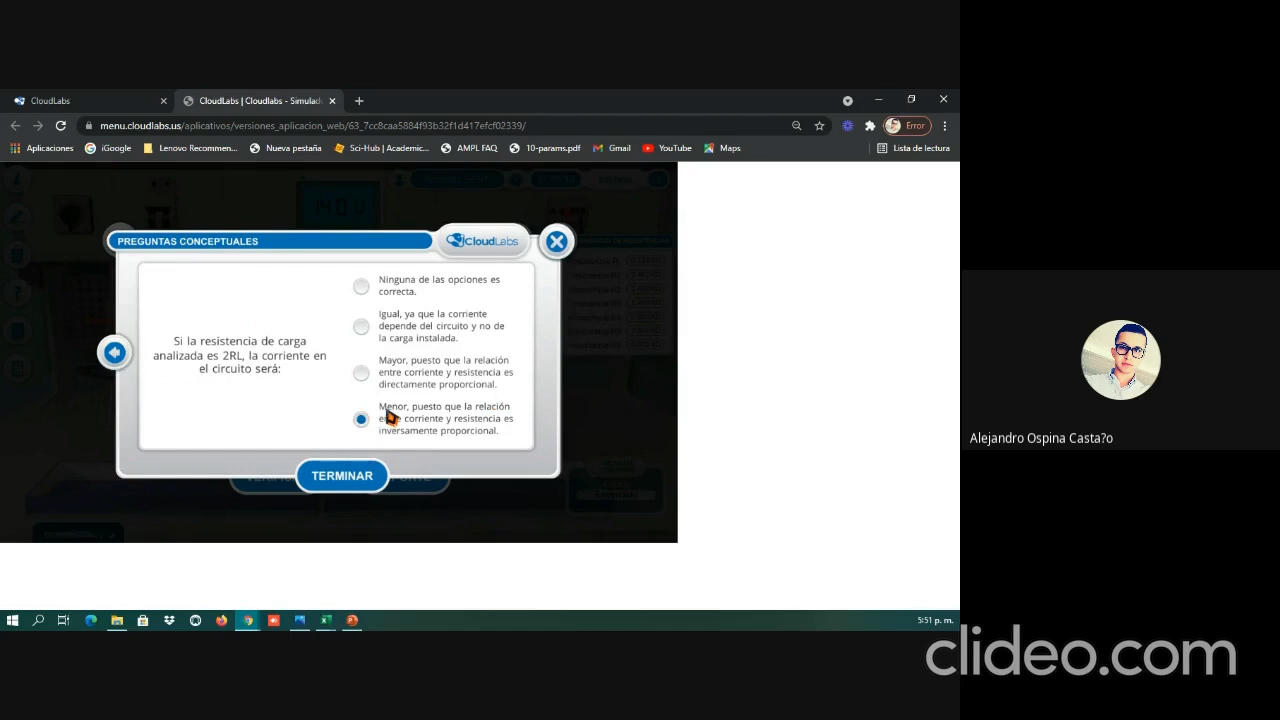 CloudLabs
CloudLabs | Cloudlabs - Simulad
menu.cloudlabs.us/aplicativos/versiones_aplicacion_web/63_7cc8caa5884f93b32f1d417efcf02339/
Error
Aplicaciones
iGoogle
Lenovo Recommen...
Nueva pestaña
Sci-Hub | Academic...
AMPL FAQ
10-params.pdf
Gmail
YouTube
Maps
Lista de lectura
PREGUNTAS CONCEPTUALES
CloudLabs
Si la resistencia de carga
analizada es 2RL, la corriente en
el circuito será:
Ninguna de las opciones es
correcta.
Igual, ya que la corriente
depende del circuito y no de
la carga instalada.
Mayor, puesto que la relación
entre corriente y resistencia es
directamente proporcional.
Menor, puesto que la relación
corriente y resistencia es
inversamente proporcional.
TERMINAR
Alejandro Ospina Casta?o
5:51 p. m.
clideo.com